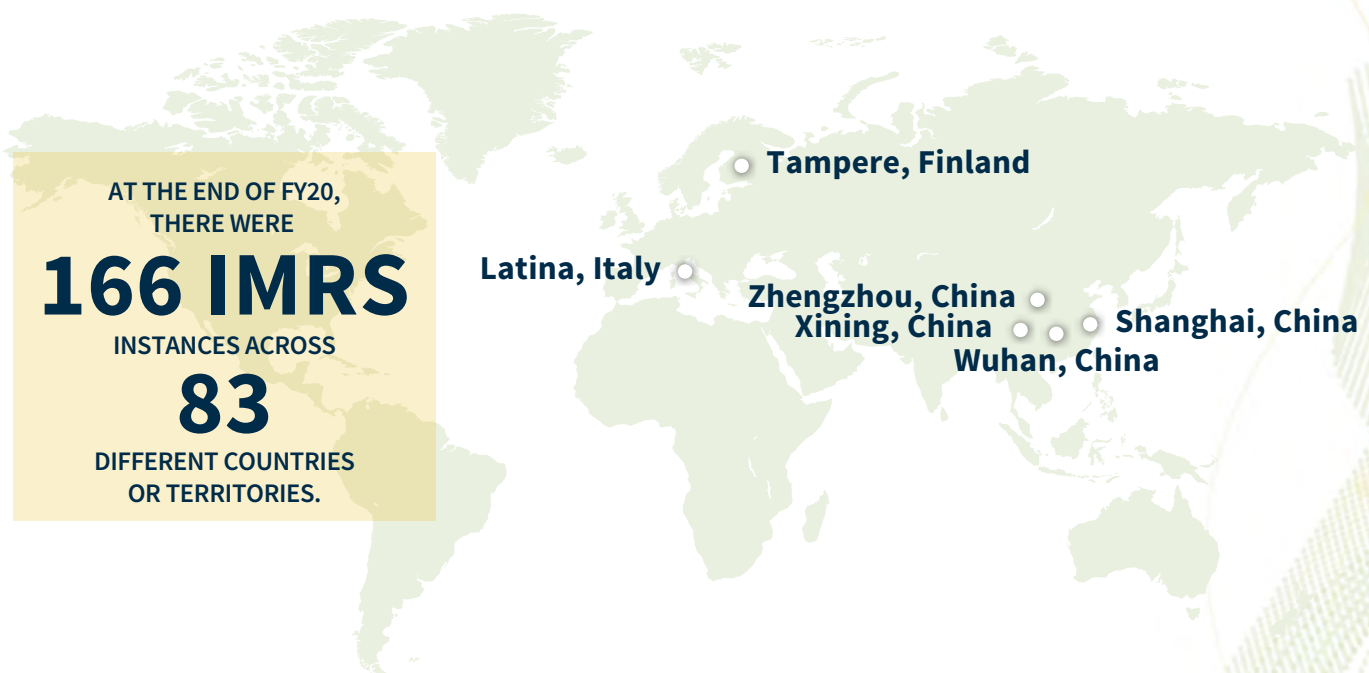 AT THE END OF FY20,
THERE WERE
166 IMRS
INSTANCES ACROSS
83
DIFFERENT COUNTRIES
OR TERRITORIES.
Tampere, Finland
Latina, Italy
Zhengzhou, China
Xining, China
Shanghai, China
Wuhan, China